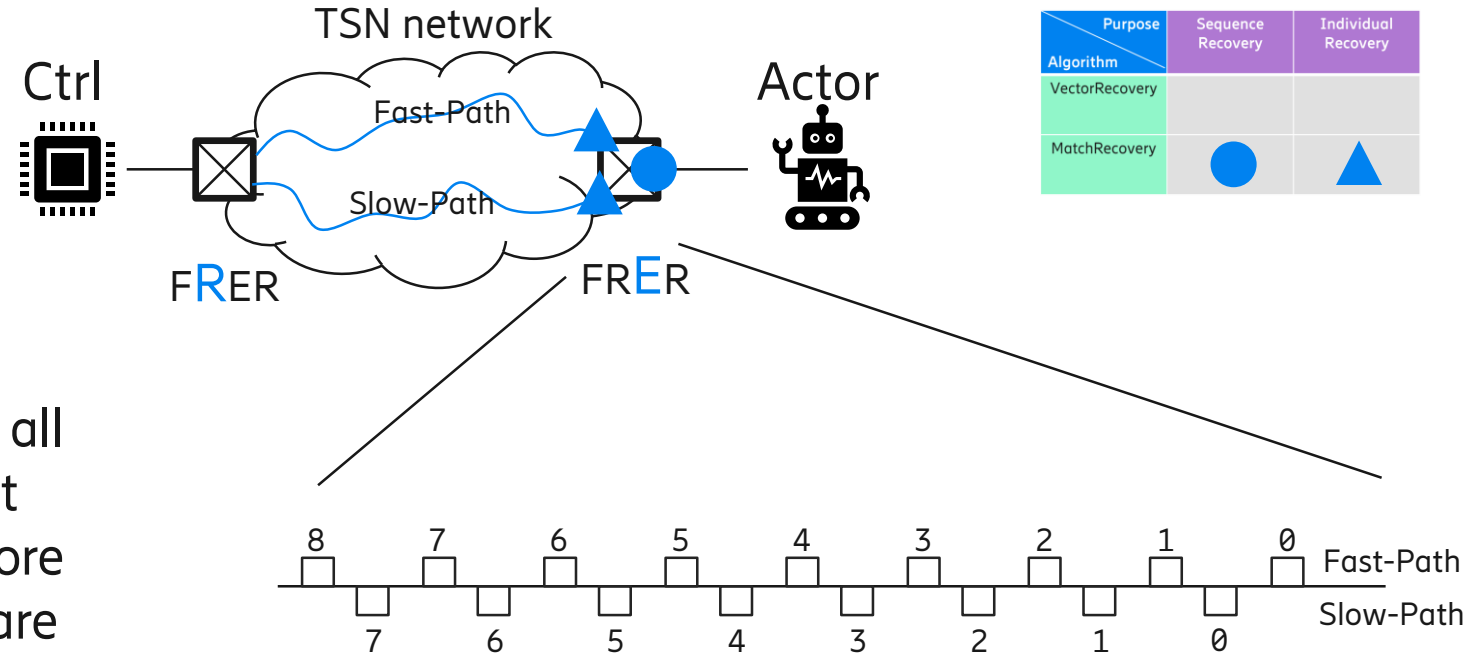 TSN network
Ctrl
Actor
Fast-Path
Slow-Path
FRER
FRER
Purpose
Algorithm
Sequence
Recovery
Individual
Recovery
VectorRecovery
MatchRecovery
all
t
ore
are
8 7 6 5 4 3 2 1 0
Fast-Path
Slow-Path
7 6 5 4 3 2 1 0